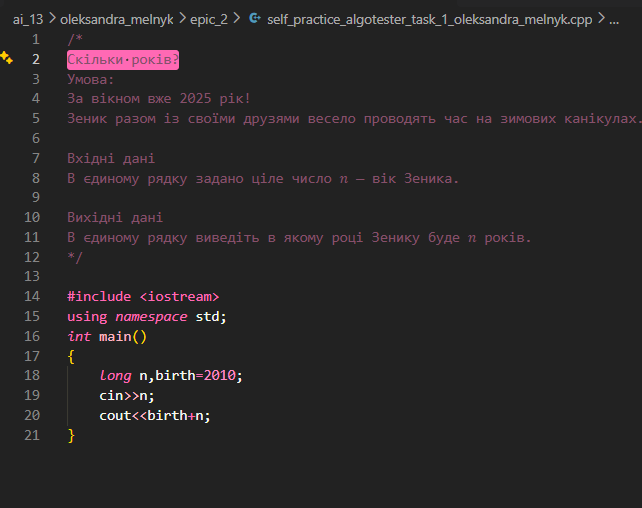 ai_13 > oleksandra_melnyk > epic_2 > self_practice_algotester_task_1_oleksandra_melnyk.cpp > ...
1 /*
2 Скільки·років?
3 Умова:
4 За вікном вже 2025 рік!
5 Зеник разом із своїми друзями весело проводять час на зимових канікулах.
6
7 Вхідні дані
8 В єдиному рядку задано ціле число 𝑛 — вік Зеника.
9
10 Вихідні дані
11 В єдиному рядку виведіть в якому році Зенику буде 𝑛 років.
12 */
13
14 #include <iostream>
15 using namespace std;
16 int main()
17 {
18     long n,birth=2010;
19     cin>>n;
20     cout<<birth+n;
21 }